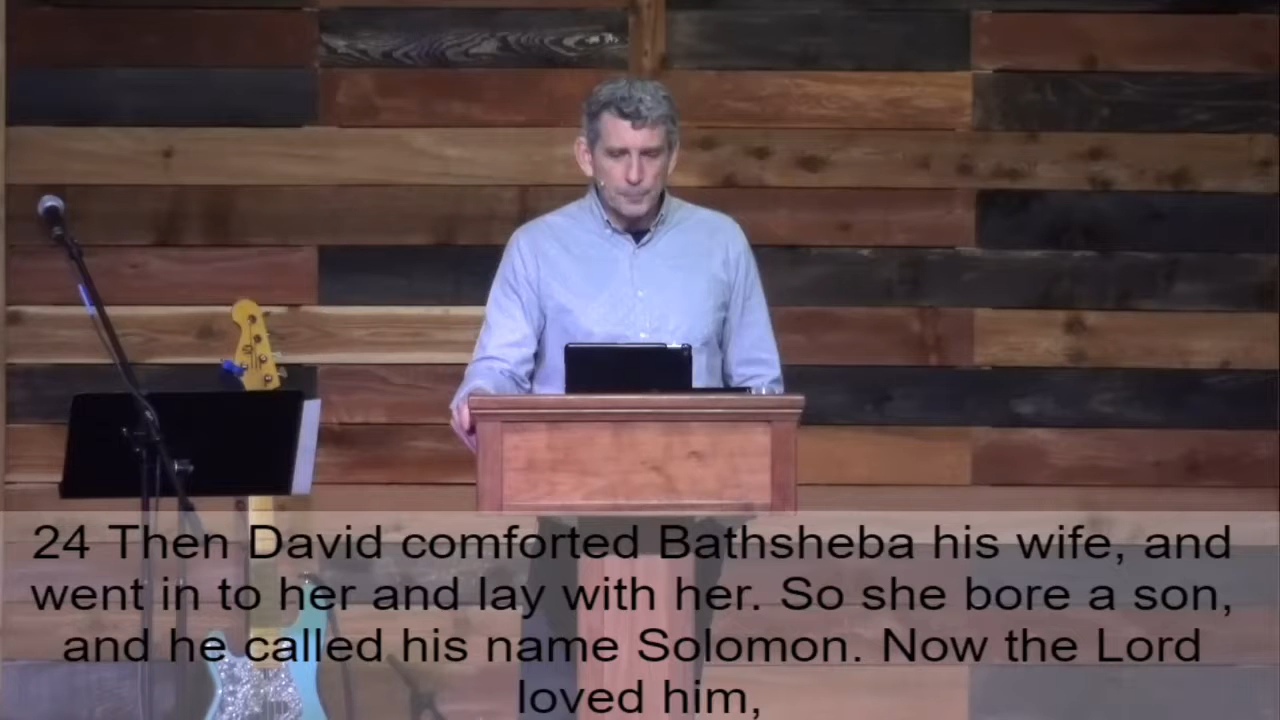 24 Then David comforted Bathsheba his wife, and
went in to her and lay with her. So she bore a son,
and he called his name Solomon. Now the Lord
loved him,